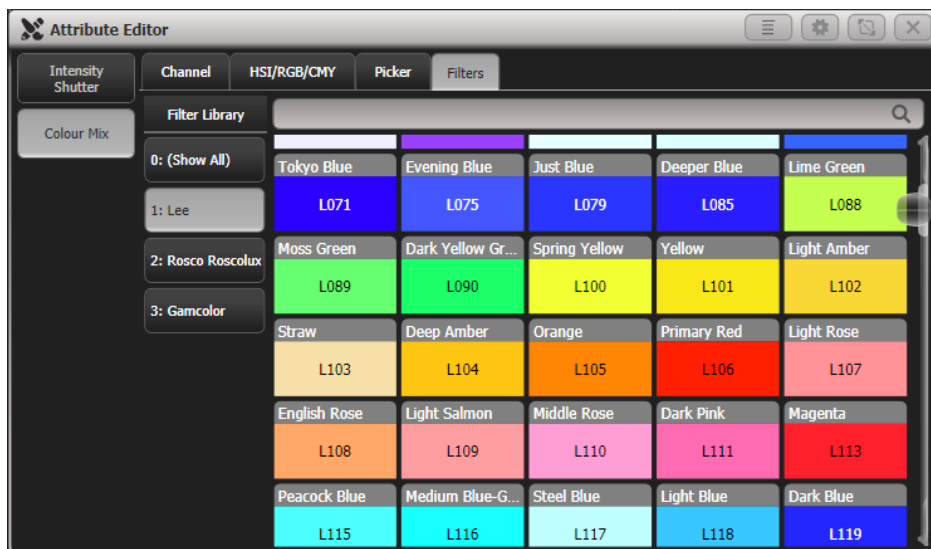 Attribute Editor
Intensity
Shutter
Colour Mix
Channel HSI/RGB/CMY Picker Filters
Filter Library
0: (Show All)
1: Lee
2: Rosco Roscolux
3: Gamcolor
Tokyo Blue Evening Blue Just Blue Deeper Blue Lime Green
L071 L075 L079 L085 L088
Moss Green Dark Yellow Gr... Spring Yellow Yellow Light Amber
L089 L090 L100 L101 L102
Straw Deep Amber Orange Primary Red Light Rose
L103 L104 L105 L106 L107
English Rose Light Salmon Middle Rose Dark Pink Magenta
L108 L109 L110 L111 L113
Peacock Blue Medium Blue-G... Steel Blue Light Blue Dark Blue
L115 L116 L117 L118 L119